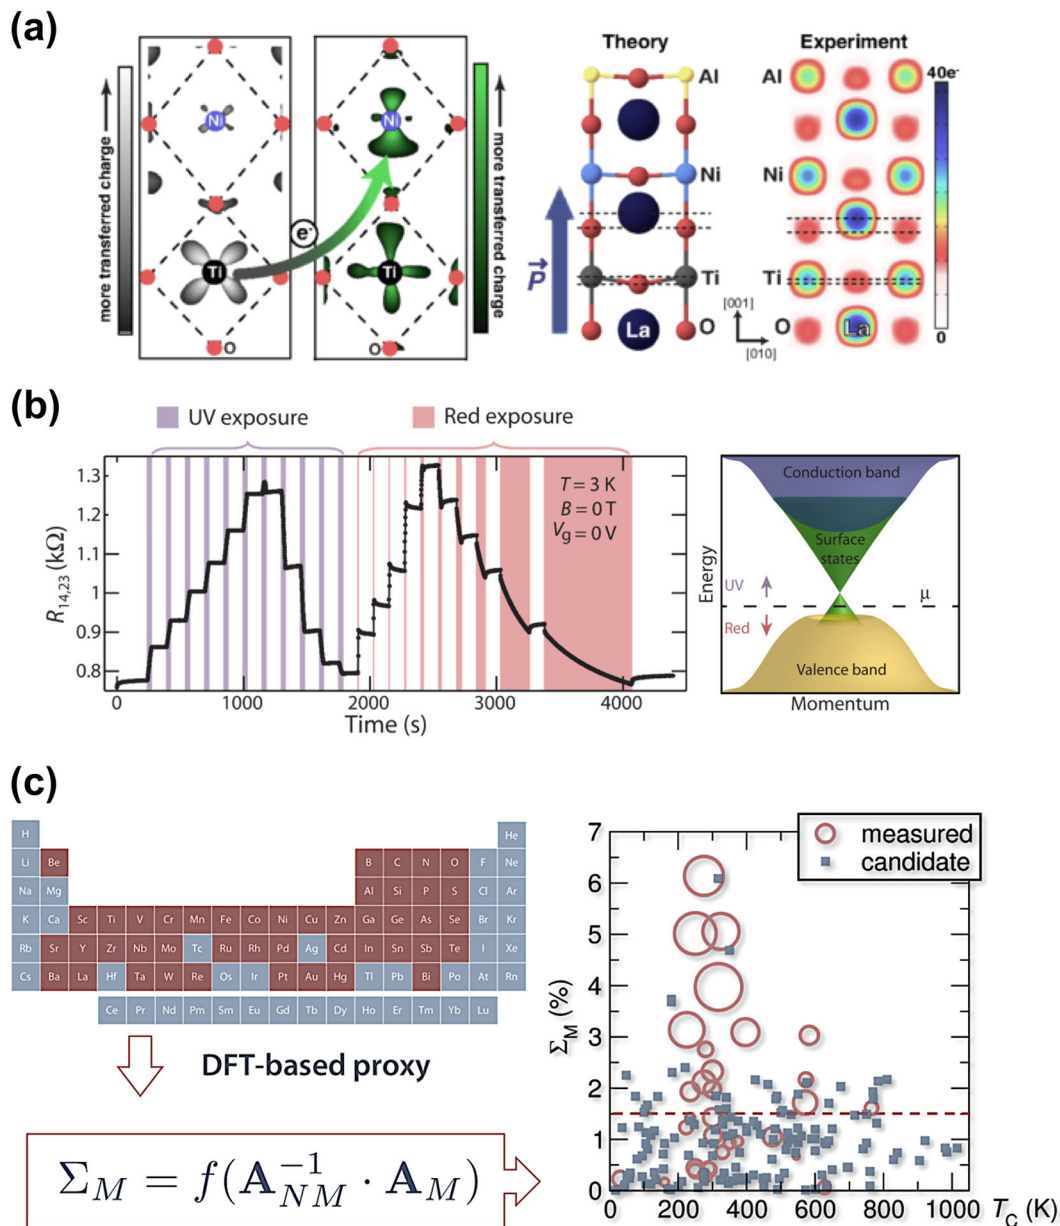 (a)
more transferred charge
Ni
Ti
O
e-
Ni
Ti
O
more transferred charge
Theory
Experiment
Al
Ni
Ti
O
La
P
[001]
[010]
Al
Ni
Ti
O
La
40e-
0
(b)
UV exposure
Red exposure
R14,23 (kΩ)
1.3
1.2
1.1
1
0.9
0.8
T = 3 K
B = 0 T
Vg = 0 V
0
1000
2000
3000
4000
Time (s)
Energy
Conduction band
Surface
states
UV
μ
Red
Valence band
Momentum
(c)
H He
Li Be B C N O F Ne
Na Mg Al Si P S Cl Ar
K Ca Sc Ti V Cr Mn Fe Co Ni Cu Zn Ga Ge As Se Br Kr
Rb Sr Y Zr Nb Mo Tc Ru Rh Pd Ag Cd In Sn Sb Te I Xe
Cs Ba La Hf Ta W Re Os Ir Pt Au Hg Tl Pb Bi Po At Rn
Ce Pr Nd Pm Sm Eu Gd Tb Dy Ho Er Tm Yb Lu
DFT-based proxy
ΣM = f(A⁻¹NM · AM)
measured
candidate
ΣM (%)
7
6
5
4
3
2
1
0
0 200 400 600 800 1000
TC (K)